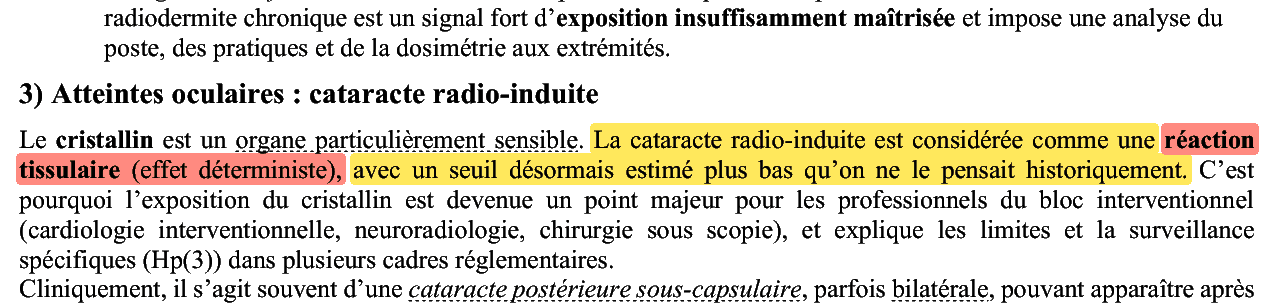 radiodermite chronique est un signal fort d’exposition insuffisamment maîtrisée et impose une analyse du
poste, des pratiques et de la dosimétrie aux extrémités.
3) Atteintes oculaires : cataracte radio-induite
Le cristallin est un organe particulièrement sensible. La cataracte radio-induite est considérée comme une réaction
tissulaire (effet déterministe), avec un seuil désormais estimé plus bas qu’on ne le pensait historiquement. C’est
pourquoi l’exposition du cristallin est devenue un point majeur pour les professionnels du bloc interventionnel
(cardiologie interventionnelle, neuroradiologie, chirurgie sous scopie), et explique les limites et la surveillance
spécifiques (Hp(3)) dans plusieurs cadres réglementaires.
Cliniquement, il s’agit souvent d’une cataracte postérieure sous-capsulaire, parfois bilatérale, pouvant apparaître après